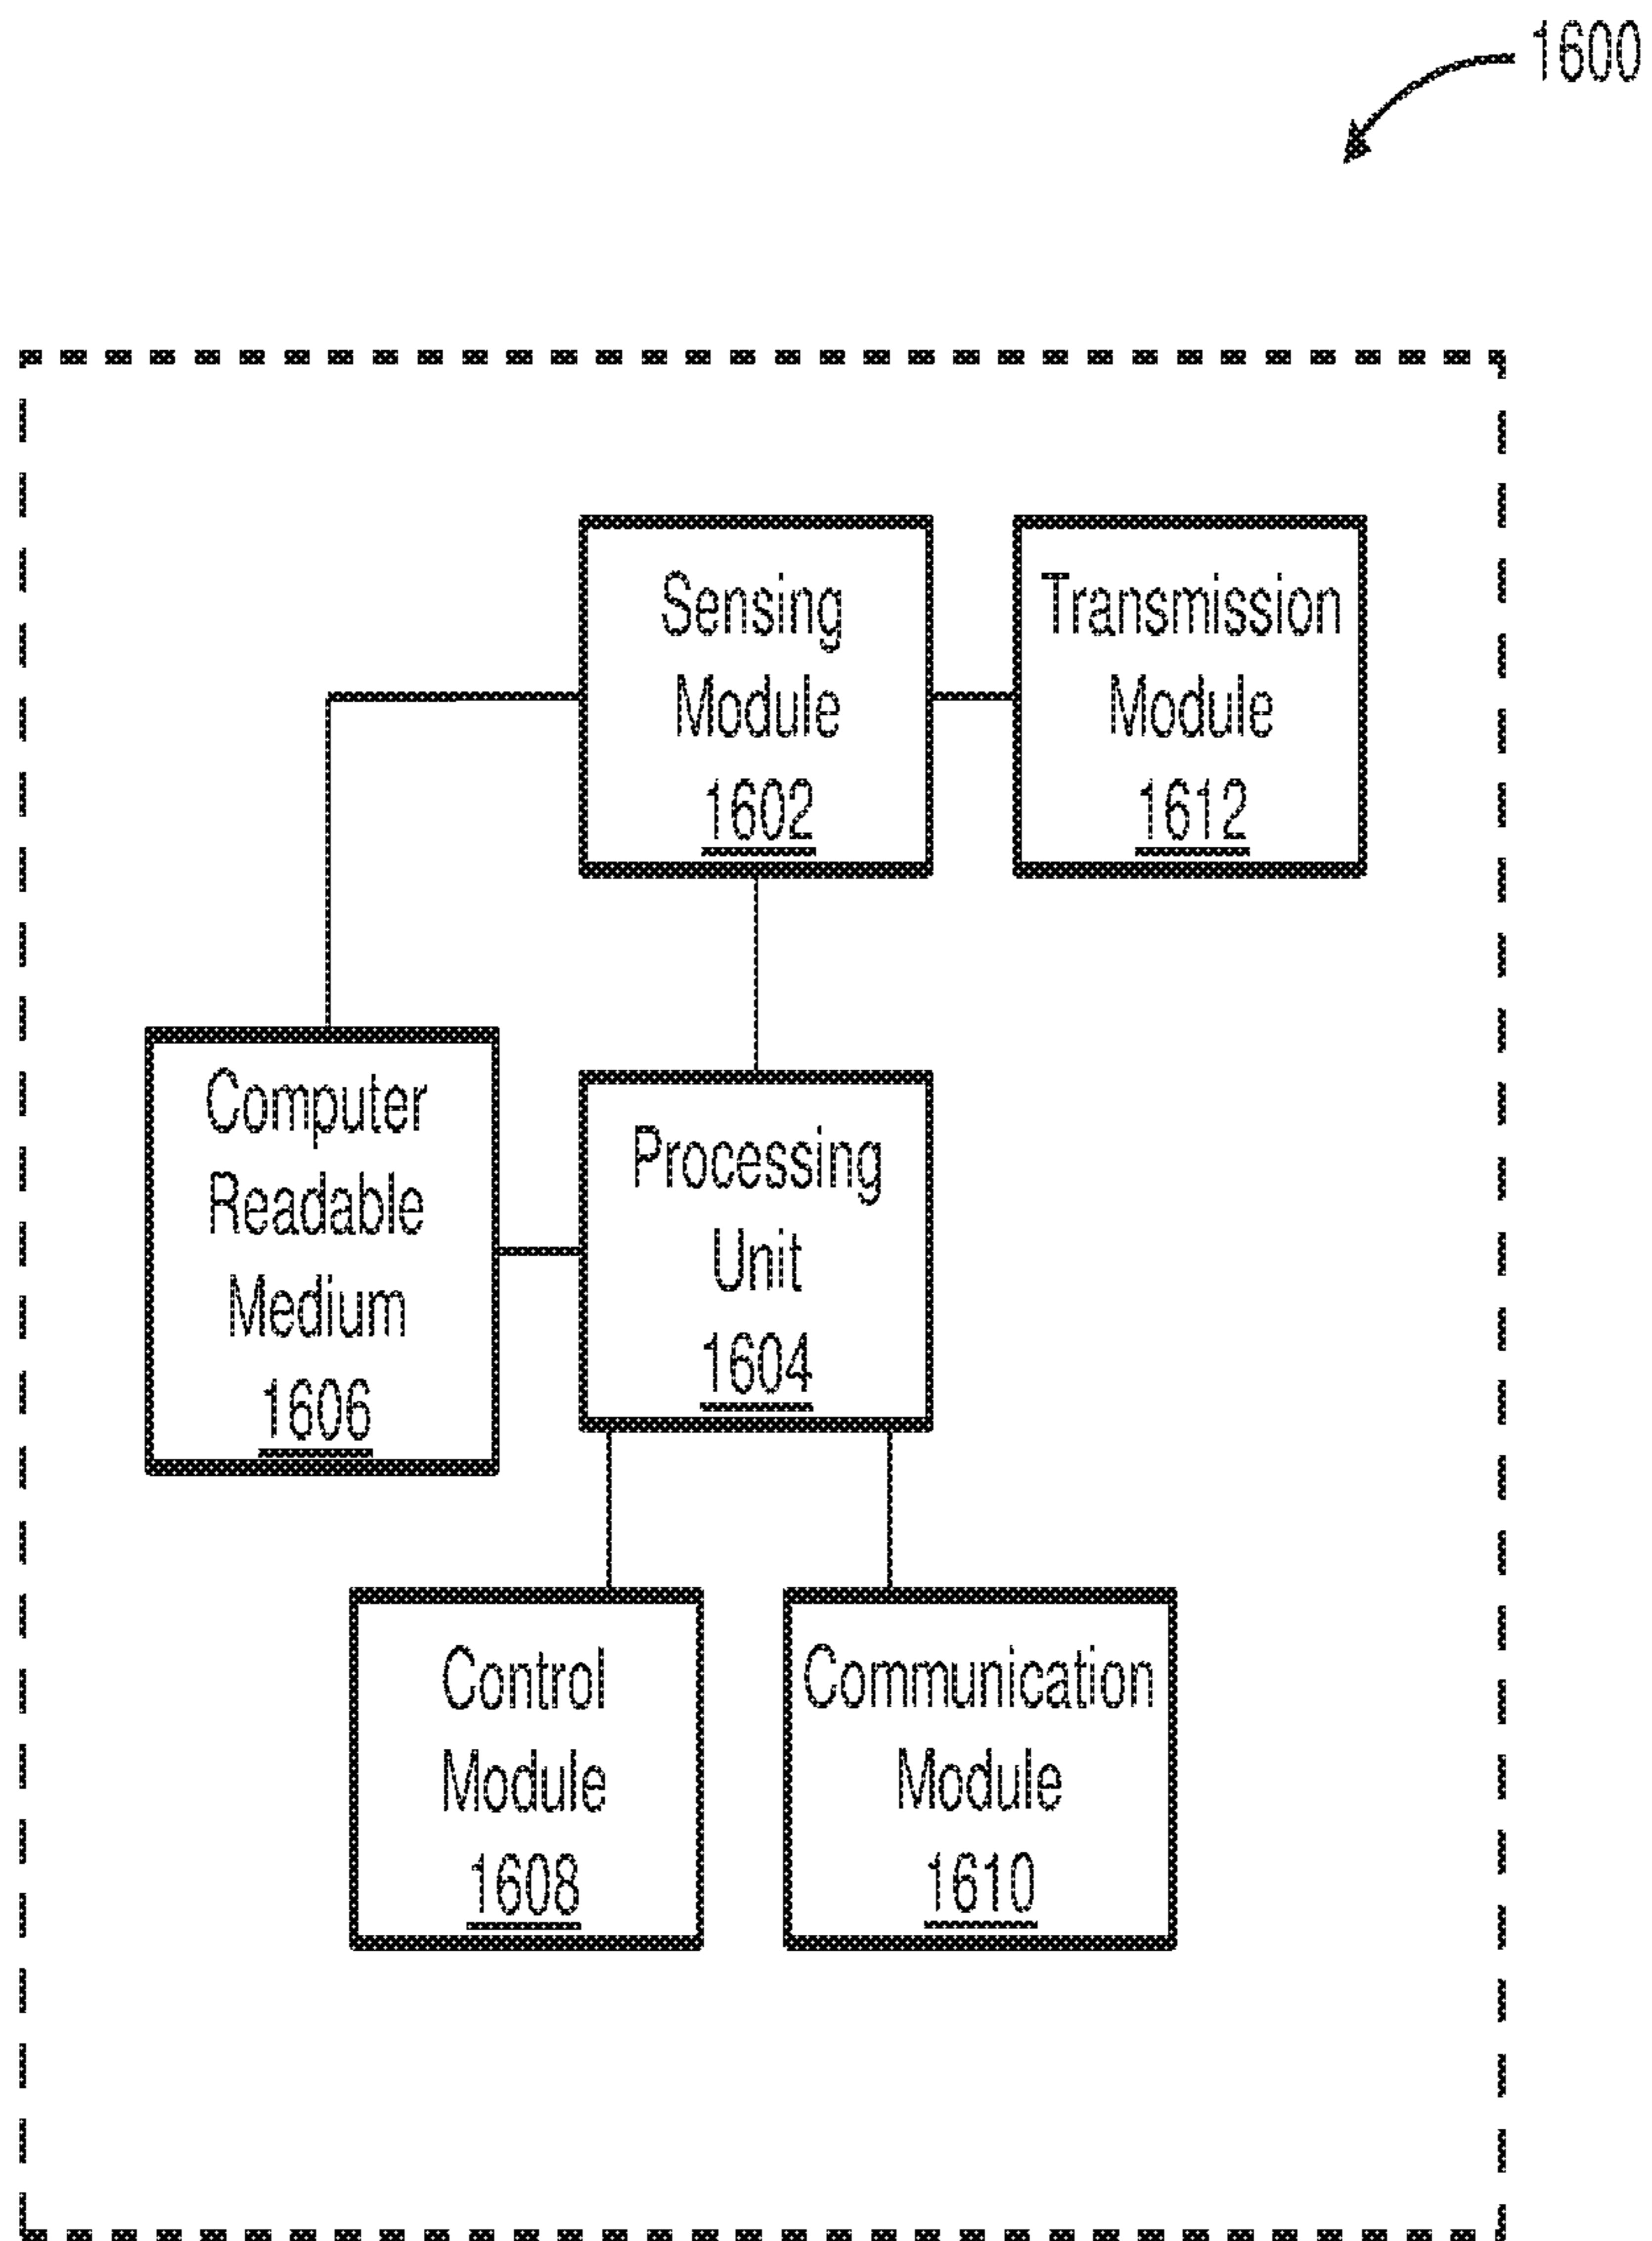 1600
Sensing
Module
1602
Transmission
Module
1612
Computer
Readable
Medium
1606
Processing
Unit
1604
Control
Module
1608
Communication
Module
1610